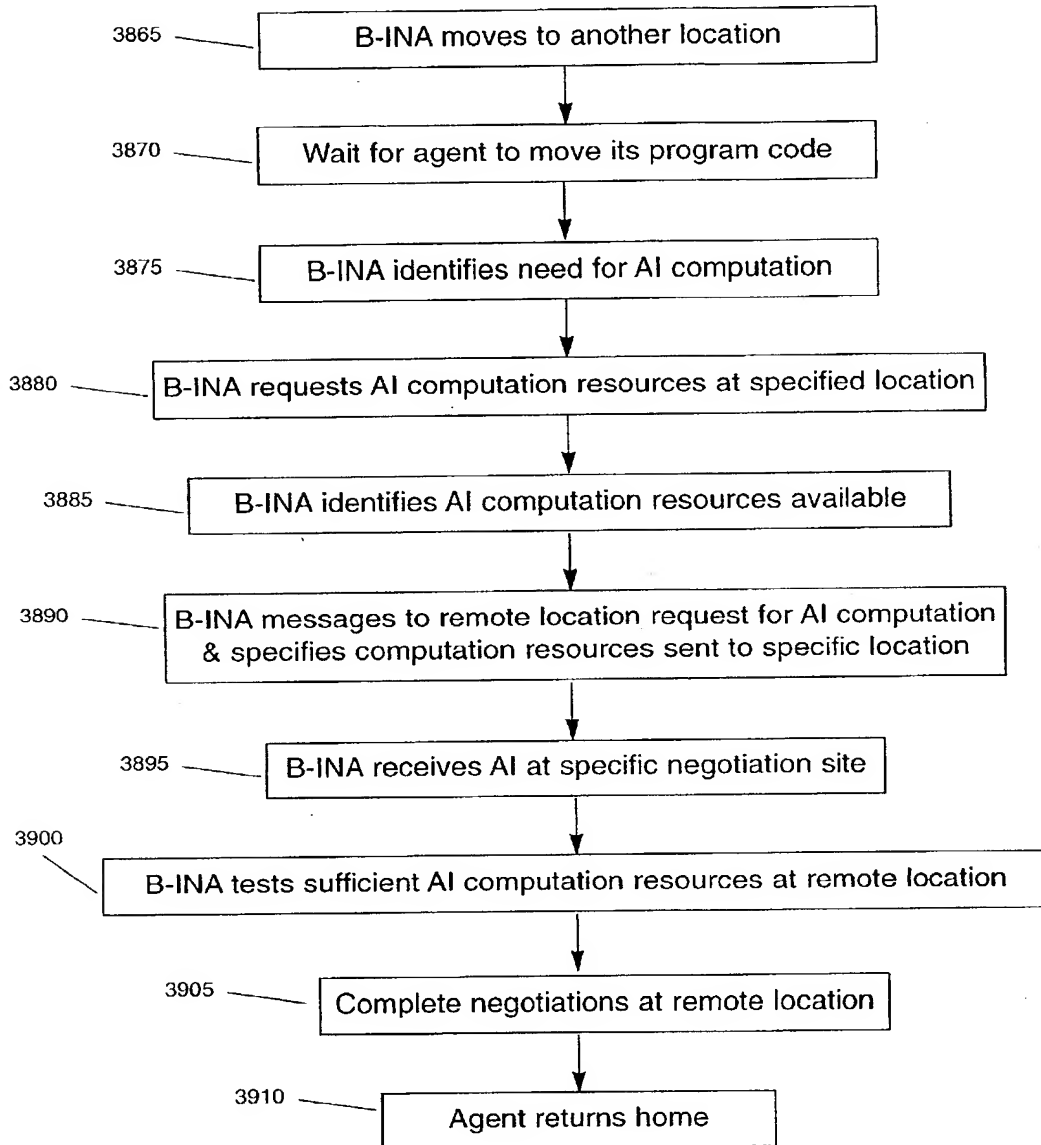 3865
B-INA moves to another location
3870
Wait for agent to move its program code
3875
B-INA identifies need for AI computation
3880
B-INA requests AI computation resources at specified location
3885
B-INA identifies AI computation resources available
3890
B-INA messages to remote location request for AI computation
& specifies computation resources sent to specific location
3895
B-INA receives AI at specific negotiation site
3900
B-INA tests sufficient AI computation resources at remote location
3905
Complete negotiations at remote location
3910
Agent returns home